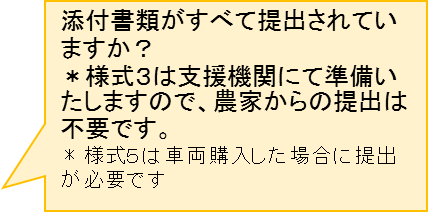 添付書類がすべて提出されてい
ますか？
＊様式３は支援機関にて準備い
たしますので、農家からの提出は
不要です。
＊様式５は車両購入した場合に提出
が必要です